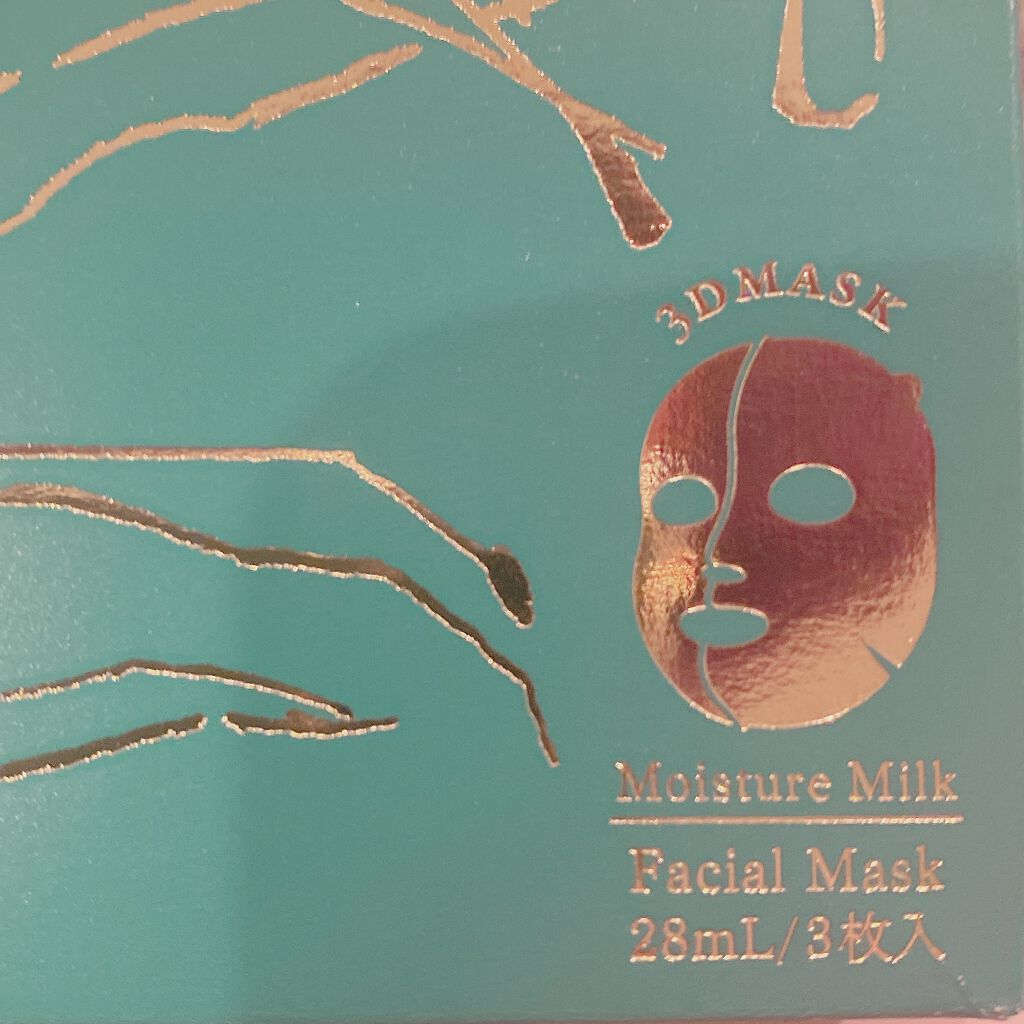 3DMASK
Moisture Milk
Facial Mask
28mL/3枚入